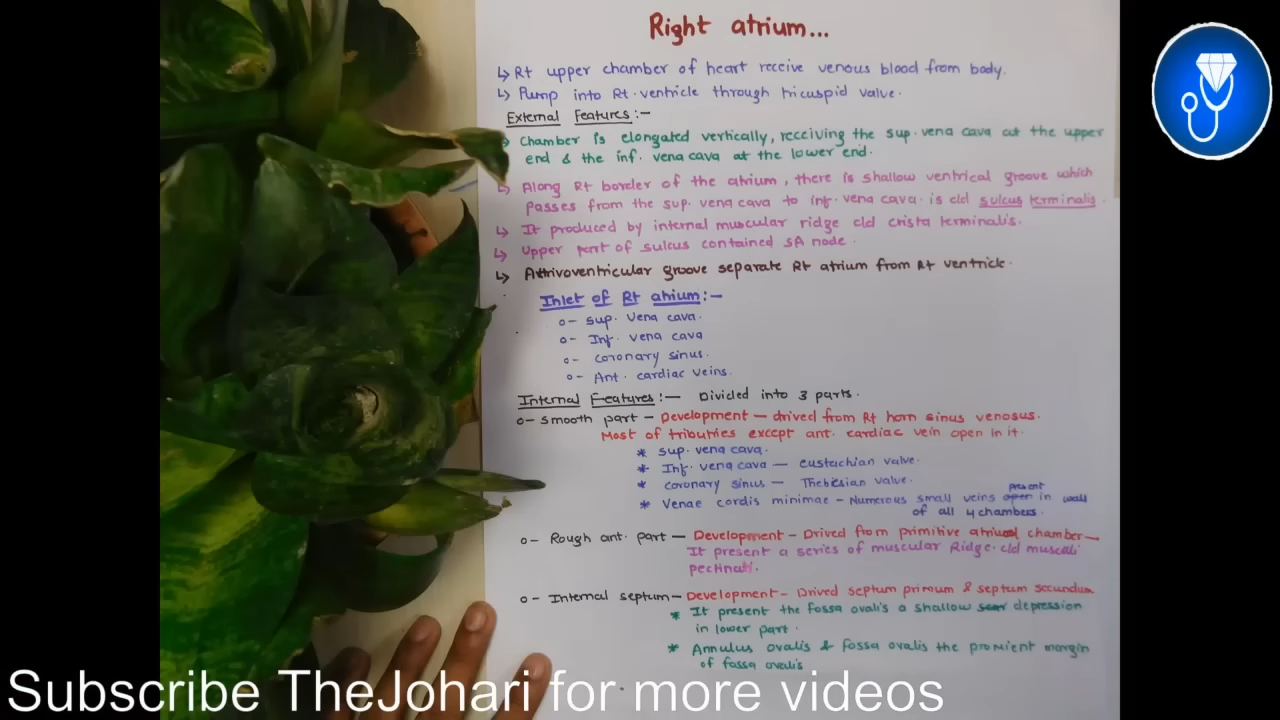 Right atrium...
↳ Rt upper chamber of heart receive venous blood from body.
↳ Pump into Rt. ventricle through tricuspid valve.
External Features:-
↳ Chamber is elongated vertically, receiving the sup. vena cava at the upper
end & the inf. vena cava at the lower end.
↳ Along Rt border of the atrium, there is shallow ventrical groove which
passes from the sup. vena cava to inf. vena cava. is cld sulcus terminalis.
↳ It produced by internal muscular ridge cld crista terminalis.
↳ Upper part of sulcus contained SA node.
↳ Atrivoventricular groove separate Rt atrium from Rt ventricle.
Inlet of Rt atrium:-
o- Sup. Vena cava.
o- Inf. vena cava
o- coronary sinus.
o- Ant. cardiac veins.
Internal Features:- Divided into 3 parts.
o- Smooth part - Development - drived from Rt horn sinus venosus.
Most of tributries except ant. cardiac vein open in it.
* sup. vena cava.
* Inf. vena cava - eustachian valve.
* coronary sinus - Thebesian valve.
* Venae cordis minimae - Numerous small veins present in wall
of all 4 chambers.
o- Rough ant. part - Development - Drived from primitive atrium chamber-
It present a series of muscular Ridge. cld musculi
pectinati.
o- Internal septum - Development - Drived septum primum & septum secundum
* It present the fossa ovalis a shallow depression
in lower part.
* Annulus ovalis & fossa ovalis the promient margin
of fossa ovalis
Subscribe TheJohari for more videos